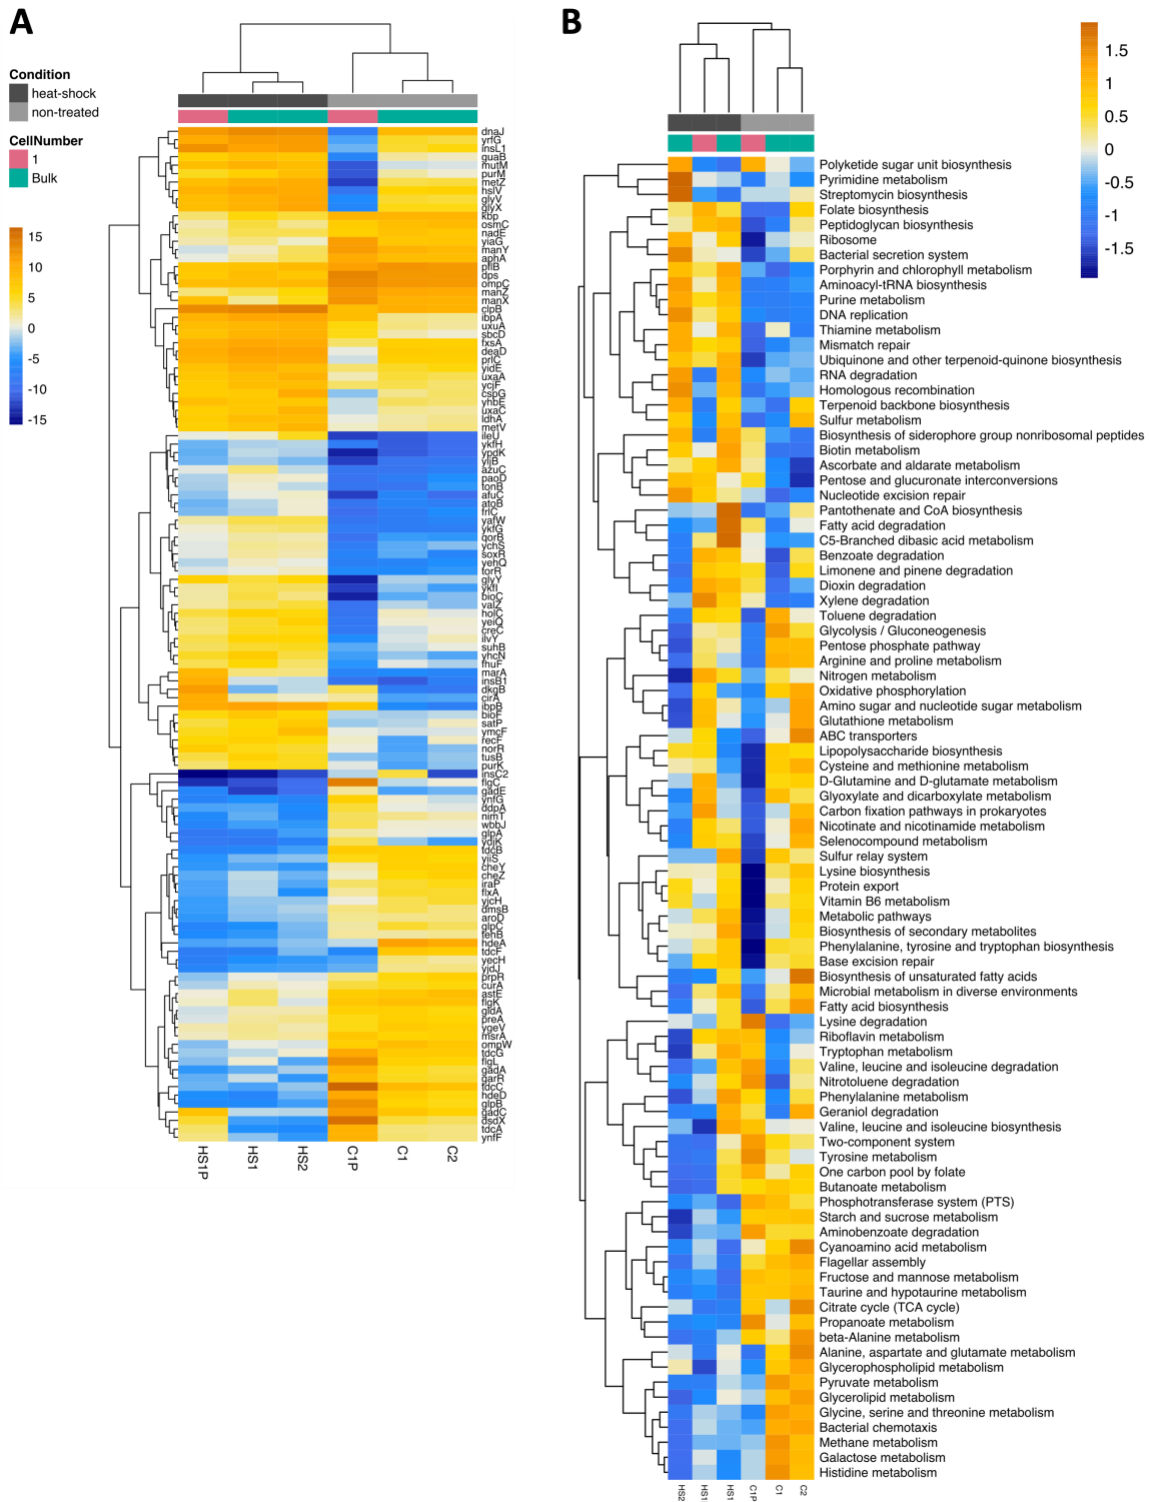 A
B
Condition
heat-shock
non-treated
CellNumber
1
Bulk
15
10
5
0
-5
-10
-15
dnaJ
yrfG
insL1
guaB
mutM
purM
metZ
hslV
glyV
glyX
kbp
osmC
nadE
yiaG
manY
aphA
pflB
dps
ompC
manZ
manX
clpB
ibpA
uxuA
sbcD
fxsA
deaD
prlC
yidE
uxaA
ycjF
cspG
yhbE
uxaC
ldhA
metV
ileU
ykfH
ypdK
yljB
azuC
paoD
tonB
afuC
atoB
frlC
yafW
ykfG
qorB
ychS
soxR
yehQ
torR
glyY
ykfI
bioC
valZ
holC
yeiQ
creC
ilvY
suhB
yhcN
fhuF
marA
insB1
dkgB
cirA
ibpB
bioF
satP
ymcF
recF
norR
tusB
purK
insC2
flgC
gadE
ynfG
ddpA
nimT
wbbJ
glpA
ydjK
tdcB
yiiS
cheY
cheZ
iraP
flxA
yjcH
dmsB
aroD
glpC
tehB
hdeA
tdcF
yecH
yidJ
prpR
curA
astE
flgK
gldA
preA
ygeV
msrA
ompW
tdcG
flgL
gadA
garR
fdcC
hdeD
glpB
gadC
dsdX
tdcA
ynfF
HS1P
HS1
HS2
C1P
C1
C2
1.5
1
0.5
0
-0.5
-1
-1.5
Polyketide sugar unit biosynthesis
Pyrimidine metabolism
Streptomycin biosynthesis
Folate biosynthesis
Peptidoglycan biosynthesis
Ribosome
Bacterial secretion system
Porphyrin and chlorophyll metabolism
Aminoacyl-tRNA biosynthesis
Purine metabolism
DNA replication
Thiamine metabolism
Mismatch repair
Ubiquinone and other terpenoid-quinone biosynthesis
RNA degradation
Homologous recombination
Terpenoid backbone biosynthesis
Sulfur metabolism
Biosynthesis of siderophore group nonribosomal peptides
Biotin metabolism
Ascorbate and aldarate metabolism
Pentose and glucuronate interconversions
Nucleotide excision repair
Pantothenate and CoA biosynthesis
Fatty acid degradation
C5-Branched dibasic acid metabolism
Benzoate degradation
Limonene and pinene degradation
Dioxin degradation
Xylene degradation
Toluene degradation
Glycolysis / Gluconeogenesis
Pentose phosphate pathway
Arginine and proline metabolism
Nitrogen metabolism
Oxidative phosphorylation
Amino sugar and nucleotide sugar metabolism
Glutathione metabolism
ABC transporters
Lipopolysaccharide biosynthesis
Cysteine and methionine metabolism
D-Glutamine and D-glutamate metabolism
Glyoxylate and dicarboxylate metabolism
Carbon fixation pathways in prokaryotes
Nicotinate and nicotinamide metabolism
Selenocompound metabolism
Sulfur relay system
Lysine biosynthesis
Protein export
Vitamin B6 metabolism
Metabolic pathways
Biosynthesis of secondary metabolites
Phenylalanine, tyrosine and tryptophan biosynthesis
Base excision repair
Biosynthesis of unsaturated fatty acids
Microbial metabolism in diverse environments
Fatty acid biosynthesis
Lysine degradation
Riboflavin metabolism
Tryptophan metabolism
Valine, leucine and isoleucine degradation
Nitrotoluene degradation
Phenylalanine metabolism
Geraniol degradation
Valine, leucine and isoleucine biosynthesis
Two-component system
Tyrosine metabolism
One carbon pool by folate
Butanoate metabolism
Phosphotransferase system (PTS)
Starch and sucrose metabolism
Aminobenzoate degradation
Cyanoamino acid metabolism
Flagellar assembly
Fructose and mannose metabolism
Taurine and hypotaurine metabolism
Citrate cycle (TCA cycle)
Propanoate metabolism
beta-Alanine metabolism
Alanine, aspartate and glutamate metabolism
Glycerophospholipid metabolism
Pyruvate metabolism
Glycerolipid metabolism
Glycine, serine and threonine metabolism
Bacterial chemotaxis
Methane metabolism
Galactose metabolism
Histidine metabolism
HS2
HS1
HS1
C1P
C1
C2